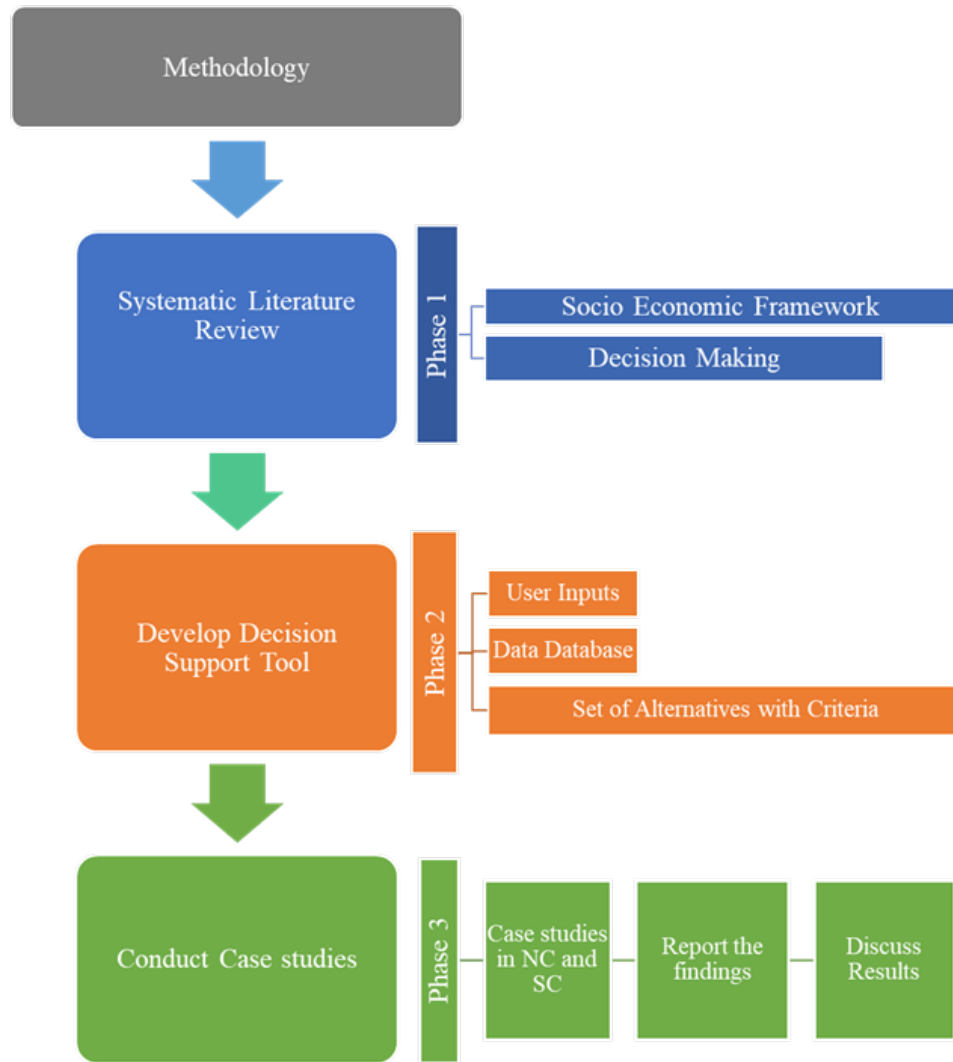 Methodology
Systematic Literature
Review
Phase 1
Socio Economic Framework
Decision Making
Develop Decision
Support Tool
Phase 2
User Inputs
Data Database
Set of Alternatives with Criteria
Conduct Case studies
Phase 3
Case studies
in NC and
SC
Report the
findings
Discuss
Results